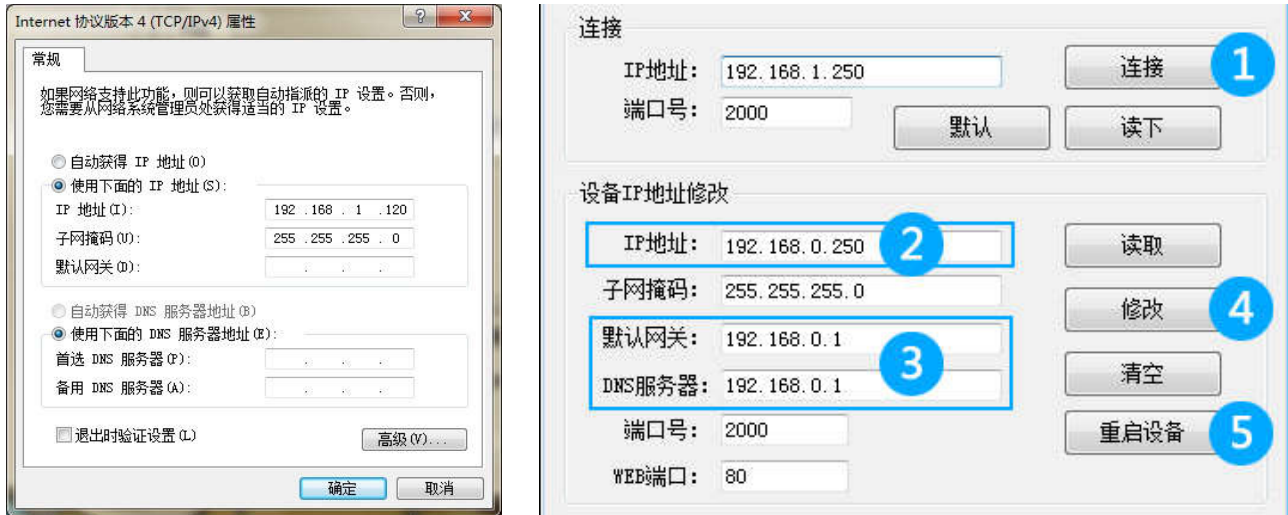 Internet 协议版本 4 (TCP/IPv4) 属性
常规
如果网络支持此功能，则可以获取自动指派的 IP 设置。否则，
您需要从网络系统管理员处获得适当的 IP 设置。
自动获得 IP 地址(O)
使用下面的 IP 地址(S):
IP 地址(I): 192 .168 . 1 .120
子网掩码(U): 255 .255 .255 . 0
默认网关(D): . . .
自动获得 DNS 服务器地址(B)
使用下面的 DNS 服务器地址(E):
首选 DNS 服务器(P): . . .
备用 DNS 服务器(A): . . .
退出时验证设置(L)
高级(V)...
确定 取消
连接
IP地址: 192.168.1.250 连接 1
端口号: 2000 默认 读下
设备IP地址修改
IP地址: 192.168.0.250 2 读取
子网掩码: 255.255.255.0
修改 4
默认网关: 192.168.0.1
3
DNS服务器: 192.168.0.1
清空
端口号: 2000 重启设备 5
WEB端口: 80